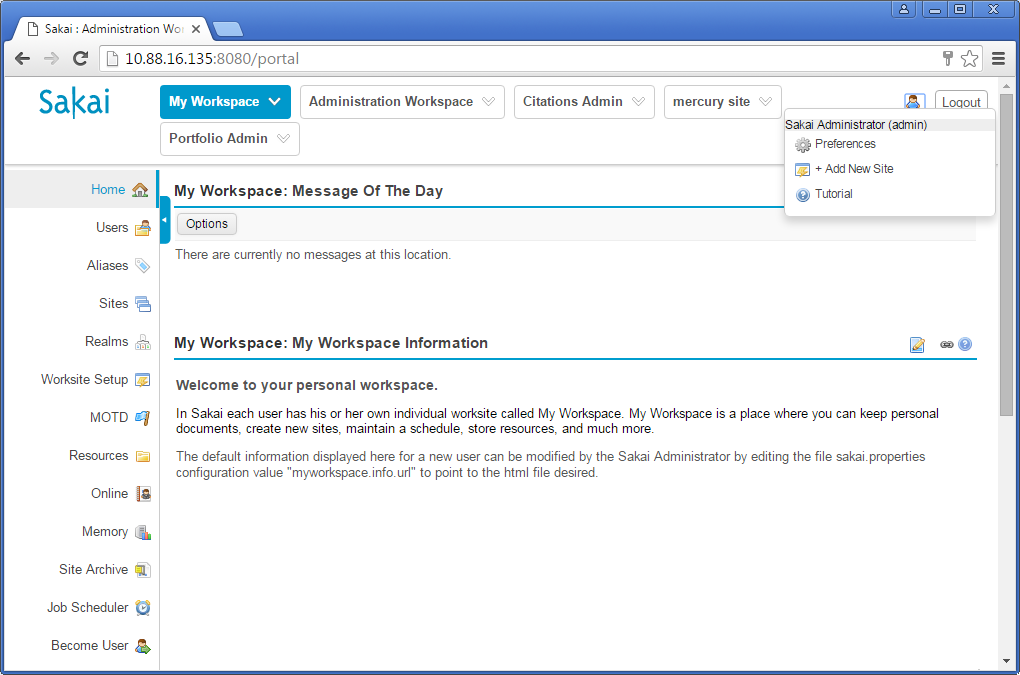 Sakai : Administration Wo
10.88.16.135:8080/portal
Sakai
My Workspace
Administration Workspace
Citations Admin
mercury site
Logout
Portfolio Admin
Sakai Administrator (admin)
Preferences
+ Add New Site
Tutorial
Home
Users
Aliases
Sites
Realms
Worksite Setup
MOTD
Resources
Online
Memory
Site Archive
Job Scheduler
Become User
My Workspace: Message Of The Day
Options
There are currently no messages at this location.
My Workspace: My Workspace Information
Welcome to your personal workspace.
In Sakai each user has his or her own individual worksite called My Workspace. My Workspace is a place where you can keep personal
documents, create new sites, maintain a schedule, store resources, and much more.
The default information displayed here for a new user can be modified by the Sakai Administrator by editing the file sakai.properties
configuration value "myworkspace.info.url" to point to the html file desired.